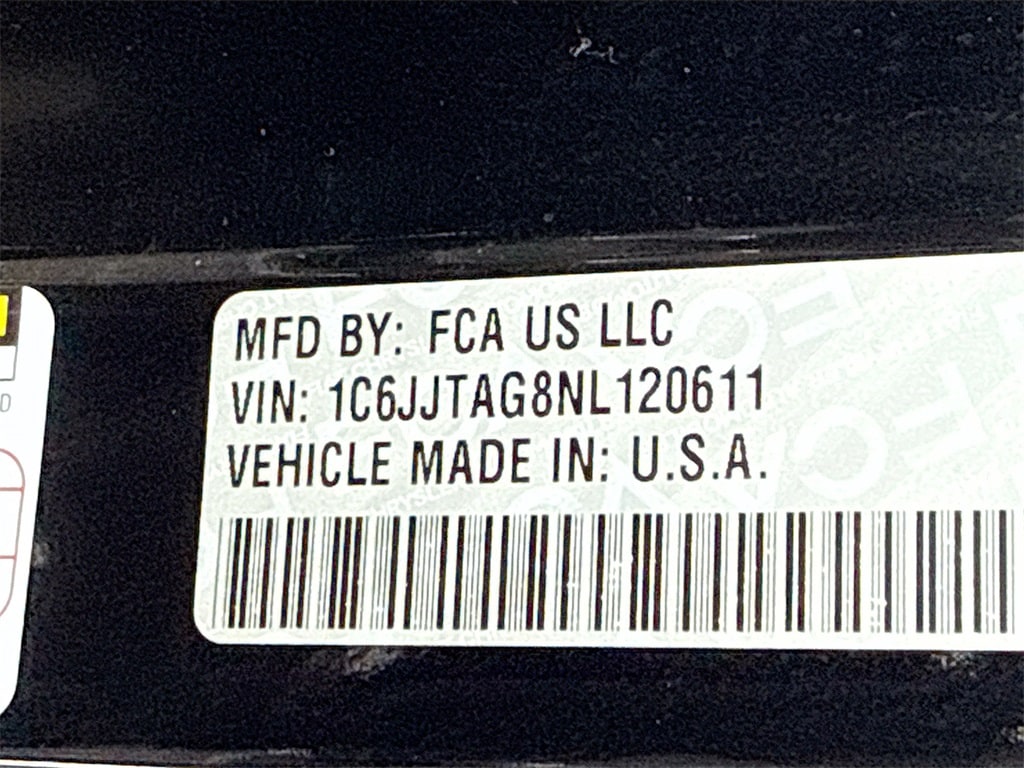 MFD BY: FCA US LLC
VIN: 1C6JJTAG8NL120611
VEHICLE MADE IN: U.S.A.